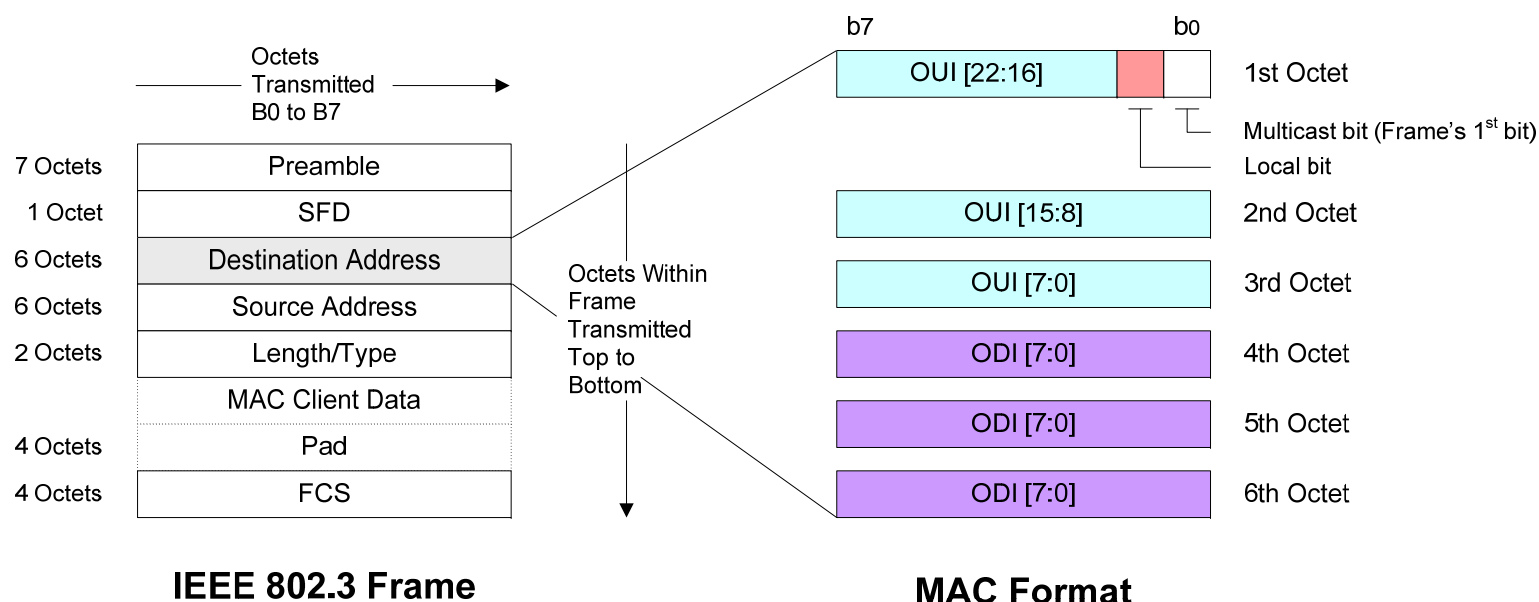 Octets
Transmitted
B0 to B7
7 Octets
Preamble
1 Octet
SFD
6 Octets
Destination Address
6 Octets
Source Address
2 Octets
Length/Type
MAC Client Data
4 Octets
Pad
4 Octets
FCS
Octets Within
Frame
Transmitted
Top to
Bottom
IEEE 802.3 Frame
b7
b0
OUI [22:16]
1st Octet
Multicast bit (Frame's 1st bit)
Local bit
OUI [15:8]
2nd Octet
OUI [7:0]
3rd Octet
ODI [7:0]
4th Octet
ODI [7:0]
5th Octet
ODI [7:0]
6th Octet
MAC Format